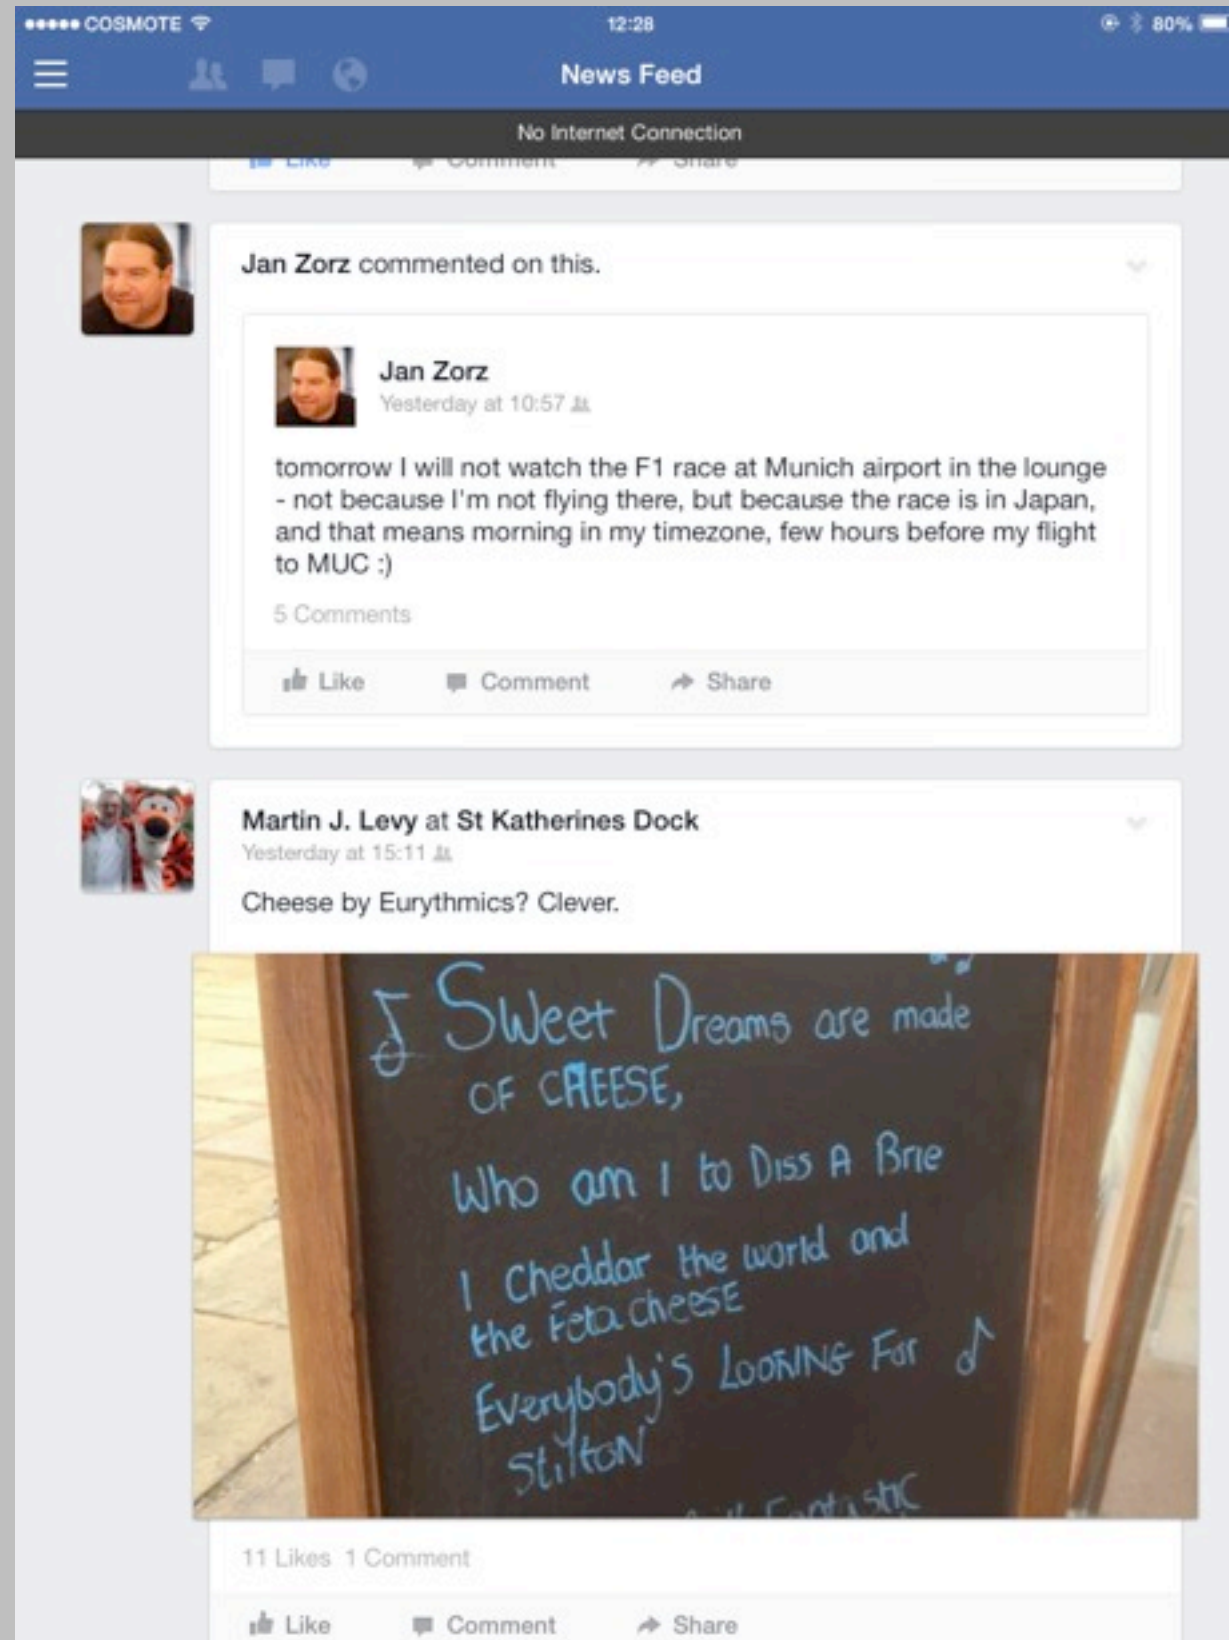 COSMOTE 12:28 80%
News Feed
No Internet Connection
Like Comment Share
Jan Zorz commented on this.
Jan Zorz
Yesterday at 10:57
tomorrow I will not watch the F1 race at Munich airport in the lounge
- not because I'm not flying there, but because the race is in Japan,
and that means morning in my timezone, few hours before my flight
to MUC :)
5 Comments
Like Comment Share
Martin J. Levy at St Katherines Dock
Yesterday at 15:11
Cheese by Eurythmics? Clever.
Sweet Dreams are made
OF CHEESE,
Who am I to Diss A Brie
I Cheddar the world and
the Feta cheese
Everybody's Looking For
Stilton
Fantastic
11 Likes 1 Comment
Like Comment Share